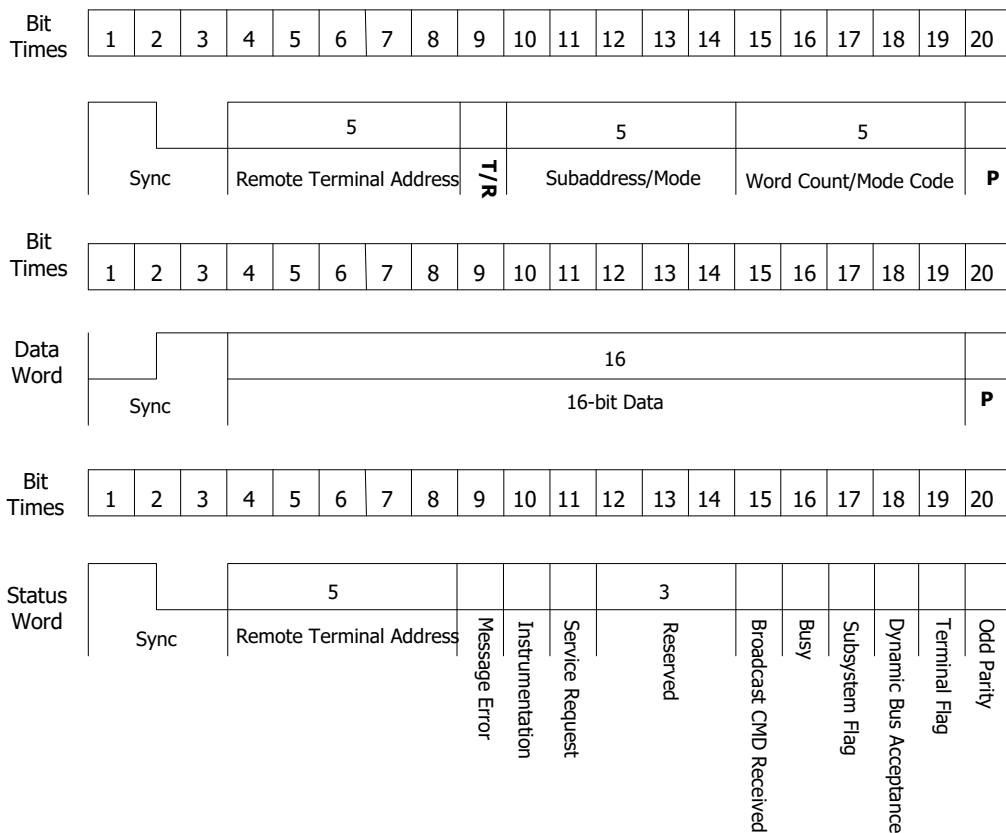 Bit
Times
1 2 3 4 5 6 7 8 9 10 11 12 13 14 15 16 17 18 19 20
5 5 5
Sync Remote Terminal Address T/R Subaddress/Mode Word Count/Mode Code P
Bit
Times
1 2 3 4 5 6 7 8 9 10 11 12 13 14 15 16 17 18 19 20
Data
Word
16
Sync 16-bit Data P
Bit
Times
1 2 3 4 5 6 7 8 9 10 11 12 13 14 15 16 17 18 19 20
Status
Word
5 3
Sync Remote Terminal Address
Message Error
Instrumentation
Service Request
Reserved
Broadcast CMD Received
Busy
Subsystem Flag
Dynamic Bus Acceptance
Terminal Flag
Odd Parity